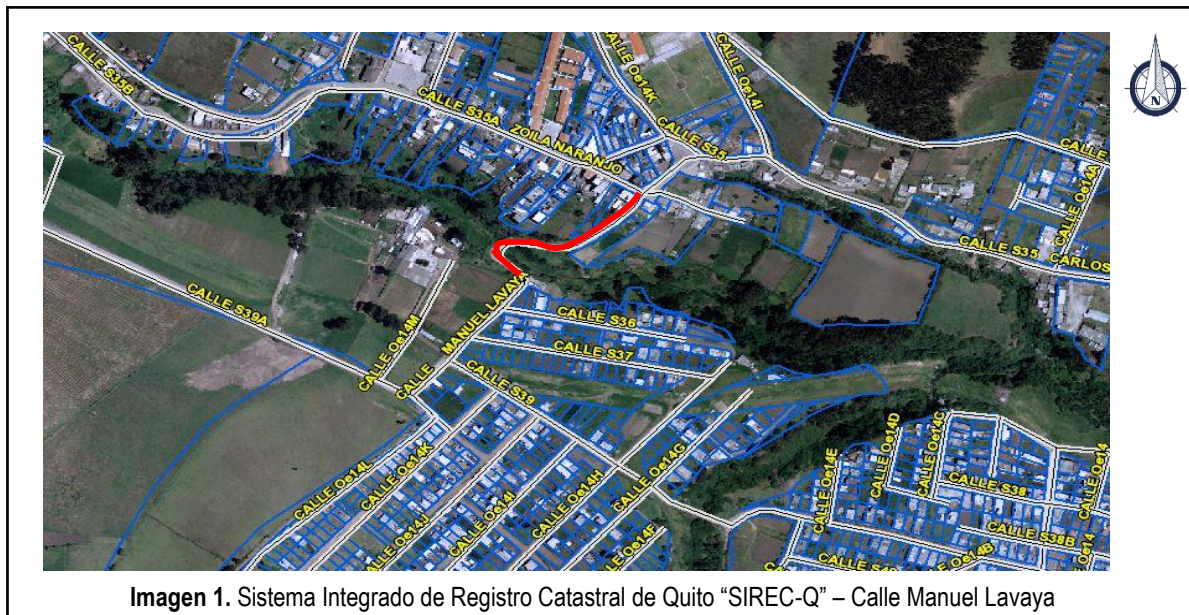 CALLE S35B
CALLE S35A
ZOILA NARANJO
CALLE Oe14K
CALLE Oe14I
CALLE S35
CALLE
CALLE Oe14A
CALLE S35
CARLOS
N
CALLE S39A
CALLE Oe14M
CALLE MANUEL LAVAYA
CALLE S36
CALLE S37
CALLE S39
CALLE Oe14L
CALLE Oe14K
CALLE Oe14J
CALLE Oe14I
CALLE Oe14H
CALLE Oe14G
CALLE Oe14F
CALLE Oe14E
CALLE Oe14D
CALLE Oe14C
CALLE S38
CALLE Oe14
CALLE S38B
CALLE Oe14B
CALLE Oe14
Imagen 1. Sistema Integrado de Registro Catastral de Quito “SIREC-Q” – Calle Manuel Lavaya